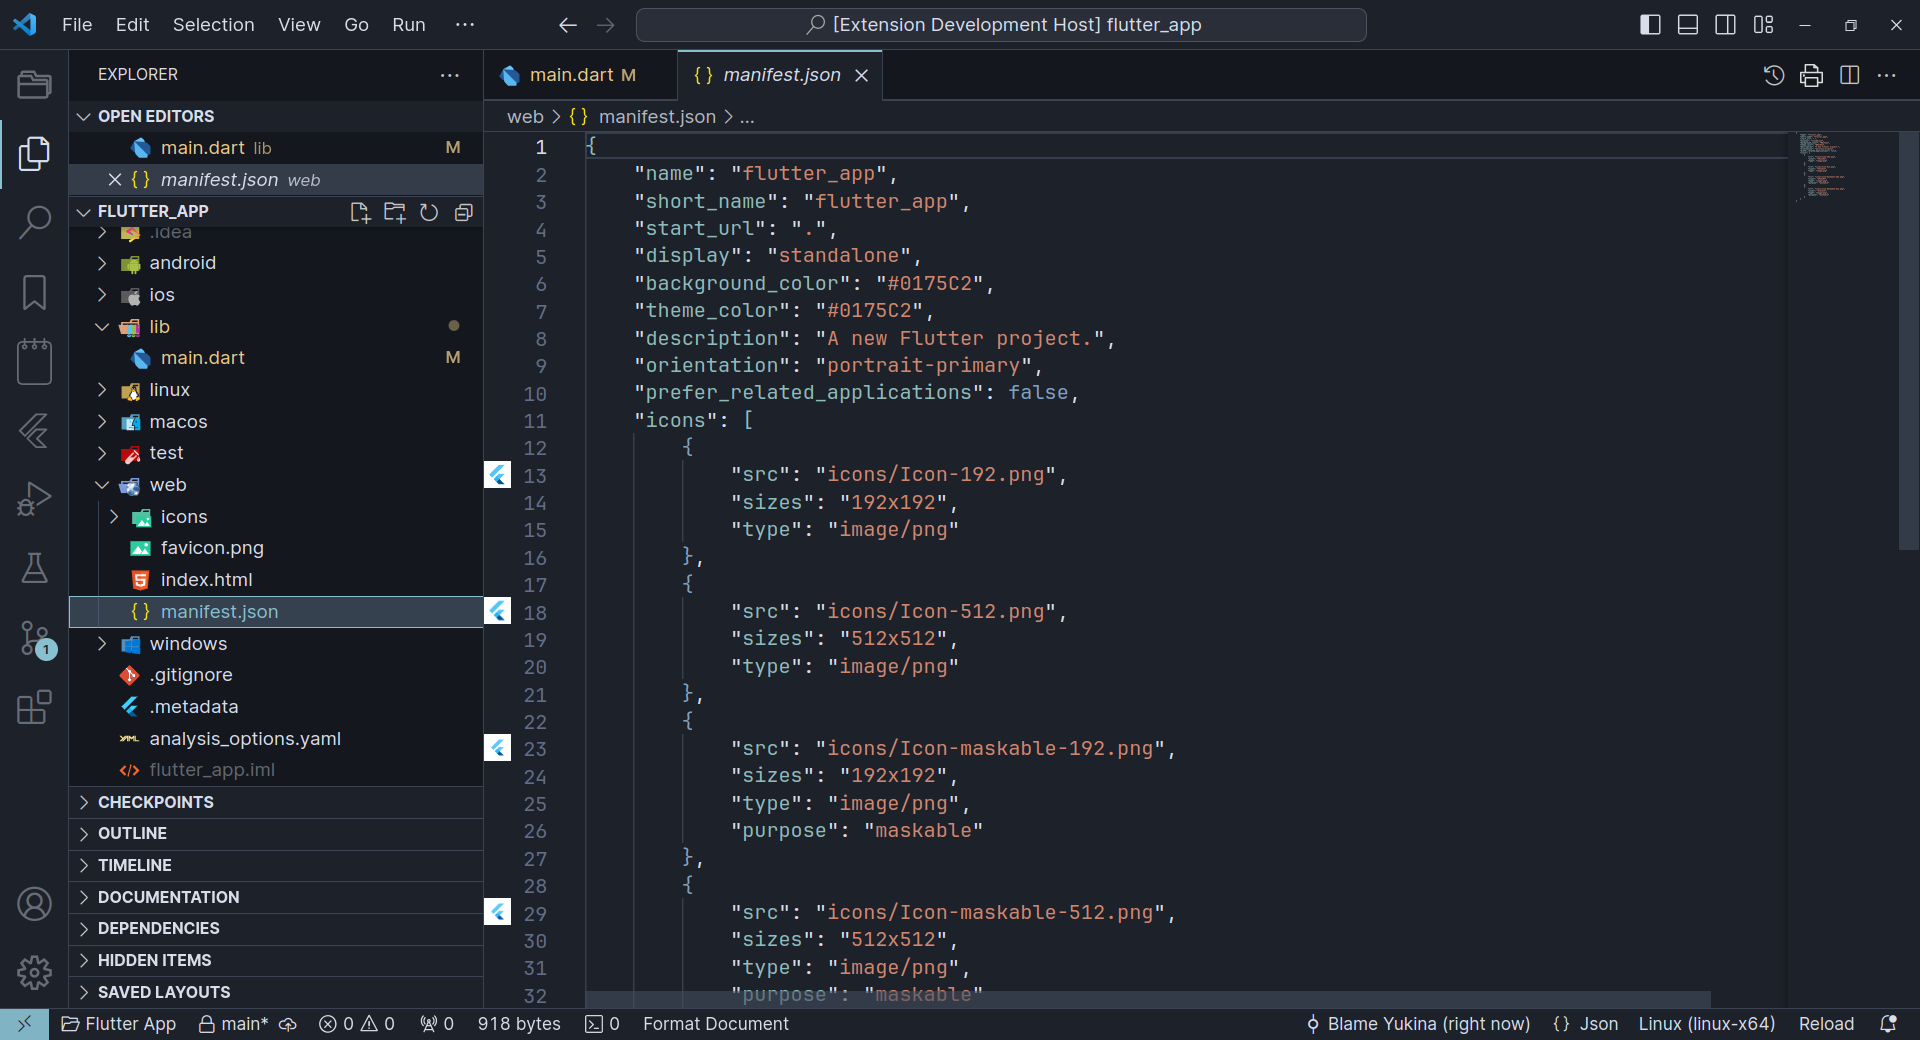 File Edit Selection View Go Run ···
[Extension Development Host] flutter_app
EXPLORER
OPEN EDITORS
main.dart lib M
manifest.json web
FLUTTER_APP
.idea
android
ios
lib
main.dart M
linux
macos
test
web
icons
favicon.png
index.html
{ } manifest.json
windows
.gitignore
.metadata
analysis_options.yaml
flutter_app.iml
CHECKPOINTS
OUTLINE
TIMELINE
DOCUMENTATION
DEPENDENCIES
HIDDEN ITEMS
SAVED LAYOUTS
1
main.dart M
{ } manifest.json
web > { } manifest.json > ...
1 {
2 "name": "flutter_app",
3 "short_name": "flutter_app",
4 "start_url": ".",
5 "display": "standalone",
6 "background_color": "#0175C2",
7 "theme_color": "#0175C2",
8 "description": "A new Flutter project.",
9 "orientation": "portrait-primary",
10 "prefer_related_applications": false,
11 "icons": [
12 {
13 "src": "icons/Icon-192.png",
14 "sizes": "192x192",
15 "type": "image/png"
16 },
17 {
18 "src": "icons/Icon-512.png",
19 "sizes": "512x512",
20 "type": "image/png"
21 },
22 {
23 "src": "icons/Icon-maskable-192.png",
24 "sizes": "192x192",
25 "type": "image/png",
26 "purpose": "maskable"
27 },
28 {
29 "src": "icons/Icon-maskable-512.png",
30 "sizes": "512x512",
31 "type": "image/png",
32 "purpose": "maskable"
Flutter App main* 0 0 0 918 bytes 0 Format Document Blame Yukina (right now) { } Json Linux (linux-x64) Reload